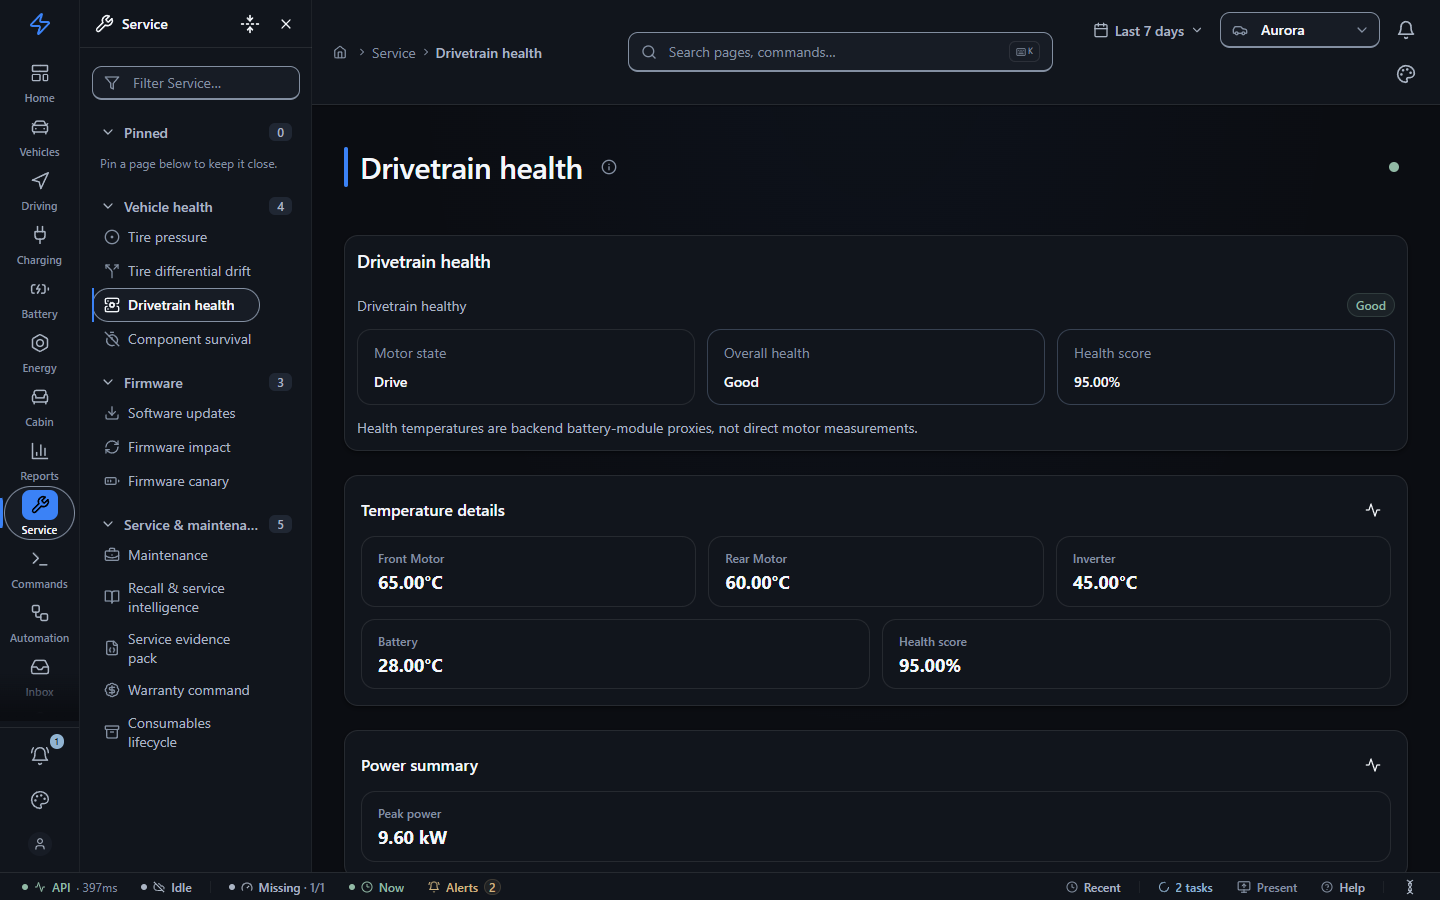 Home
Vehicles
Driving
Charging
Battery
Energy
Cabin
Reports
Service
Commands
Automation
Inbox
1
Service
Filter Service...
Pinned 0
Pin a page below to keep it close.
Vehicle health 4
Tire pressure
Tire differential drift
Drivetrain health
Component survival
Firmware 3
Software updates
Firmware impact
Firmware canary
Service & maintena... 5
Maintenance
Recall & service
intelligence
Service evidence
pack
Warranty command
Consumables
lifecycle
Service Drivetrain health
Search pages, commands...
K
Last 7 days
Aurora
Drivetrain health
Drivetrain health
Drivetrain healthy
Good
Motor state
Drive
Overall health
Good
Health score
95.00%
Health temperatures are backend battery-module proxies, not direct motor measurements.
Temperature details
Front Motor
65.00°C
Rear Motor
60.00°C
Inverter
45.00°C
Battery
28.00°C
Health score
95.00%
Power summary
Peak power
9.60 kW
API · 397ms
Idle
Missing · 1/1
Now
Alerts 2
Recent
2 tasks
Present
Help